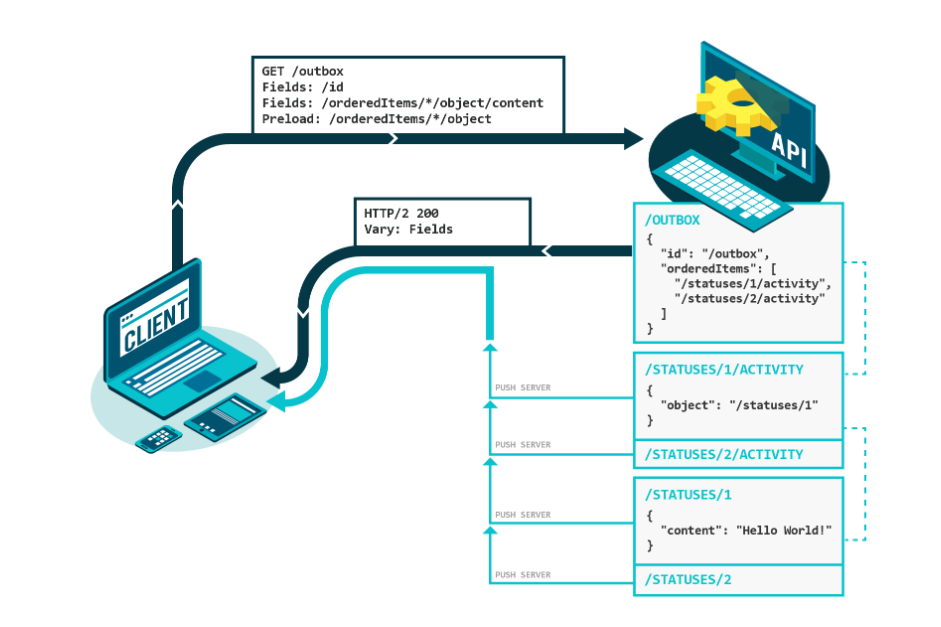 GET /outbox
Fields: /id
Fields: /orderedItems/*/object/content
Preload: /orderedItems/*/object
API
HTTP/2 200
Vary: Fields
/OUTBOX
{
"id": "/outbox",
"orderedItems": [
"/statuses/1/activity",
"/statuses/2/activity"
]
}
CLIENT
/STATUSES/1/ACTIVITY
{
"object": "/statuses/1"
}
PUSH SERVER
/STATUSES/2/ACTIVITY
PUSH SERVER
/STATUSES/1
{
"content": "Hello World!"
}
PUSH SERVER
/STATUSES/2
PUSH SERVER